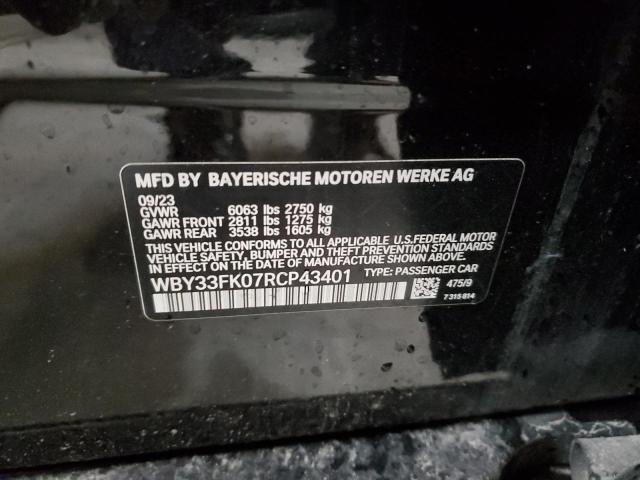 MFD BY BAYERISCHE MOTOREN WERKE AG
09/23
GVWR 6063 lbs 2750 kg
GAWR FRONT 2811 lbs 1275 kg
GAWR REAR 3538 lbs 1605 kg
THIS VEHICLE CONFORMS TO ALL APPLICABLE U.S.FEDERAL MOTOR
VEHICLE SAFETY, BUMPER, AND THEFT PREVENTION STANDARDS
IN EFFECT ON THE DATE OF MANUFACTURE SHOWN ABOVE.
WBY33FK07RCP43401 TYPE: PASSENGER CAR
475/9
7 315 814